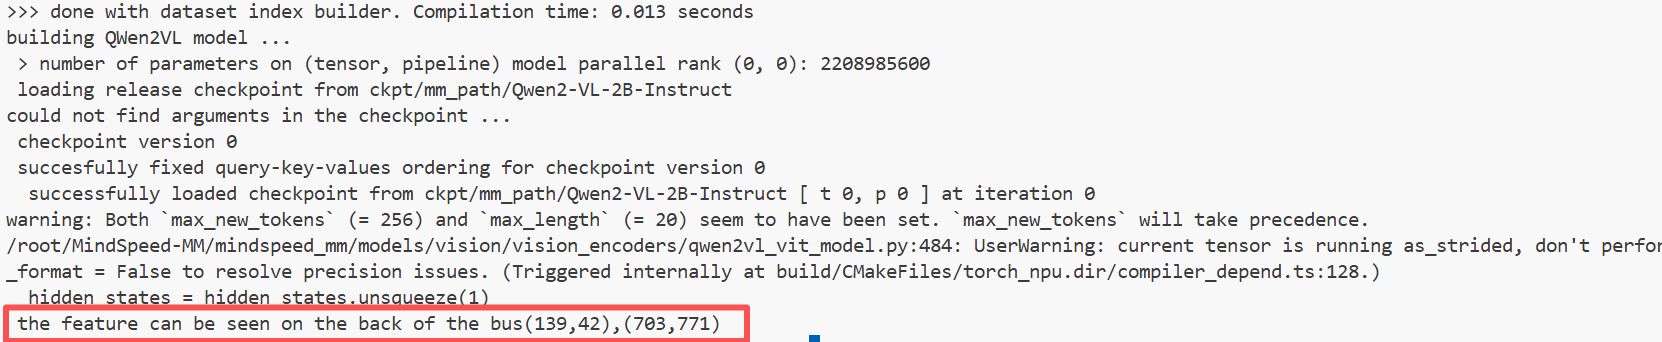 >>> done with dataset index builder. Compilation time: 0.013 seconds
building QWen2VL model ...
 > number of parameters on (tensor, pipeline) model parallel rank (0, 0): 2208985600
 loading release checkpoint from ckpt/mm_path/Qwen2-VL-2B-Instruct
could not find arguments in the checkpoint ...
 checkpoint version 0
 succesfully fixed query-key-values ordering for checkpoint version 0
  successfully loaded checkpoint from ckpt/mm_path/Qwen2-VL-2B-Instruct [ t 0, p 0 ] at iteration 0
warning: Both `max_new_tokens` (= 256) and `max_length` (= 20) seem to have been set. `max_new_tokens` will take precedence.
/root/MindSpeed-MM/mindspeed_mm/models/vision/vision_encoders/qwen2vl_vit_model.py:484: UserWarning: current tensor is running as_strided, don't perfo
_format = False to resolve precision issues. (Triggered internally at build/CMakeFiles/torch_npu.dir/compiler_depend.ts:128.)
  hidden_states = hidden_states.unsqueeze(1)
 the feature can be seen on the back of the bus(139,42),(703,771)